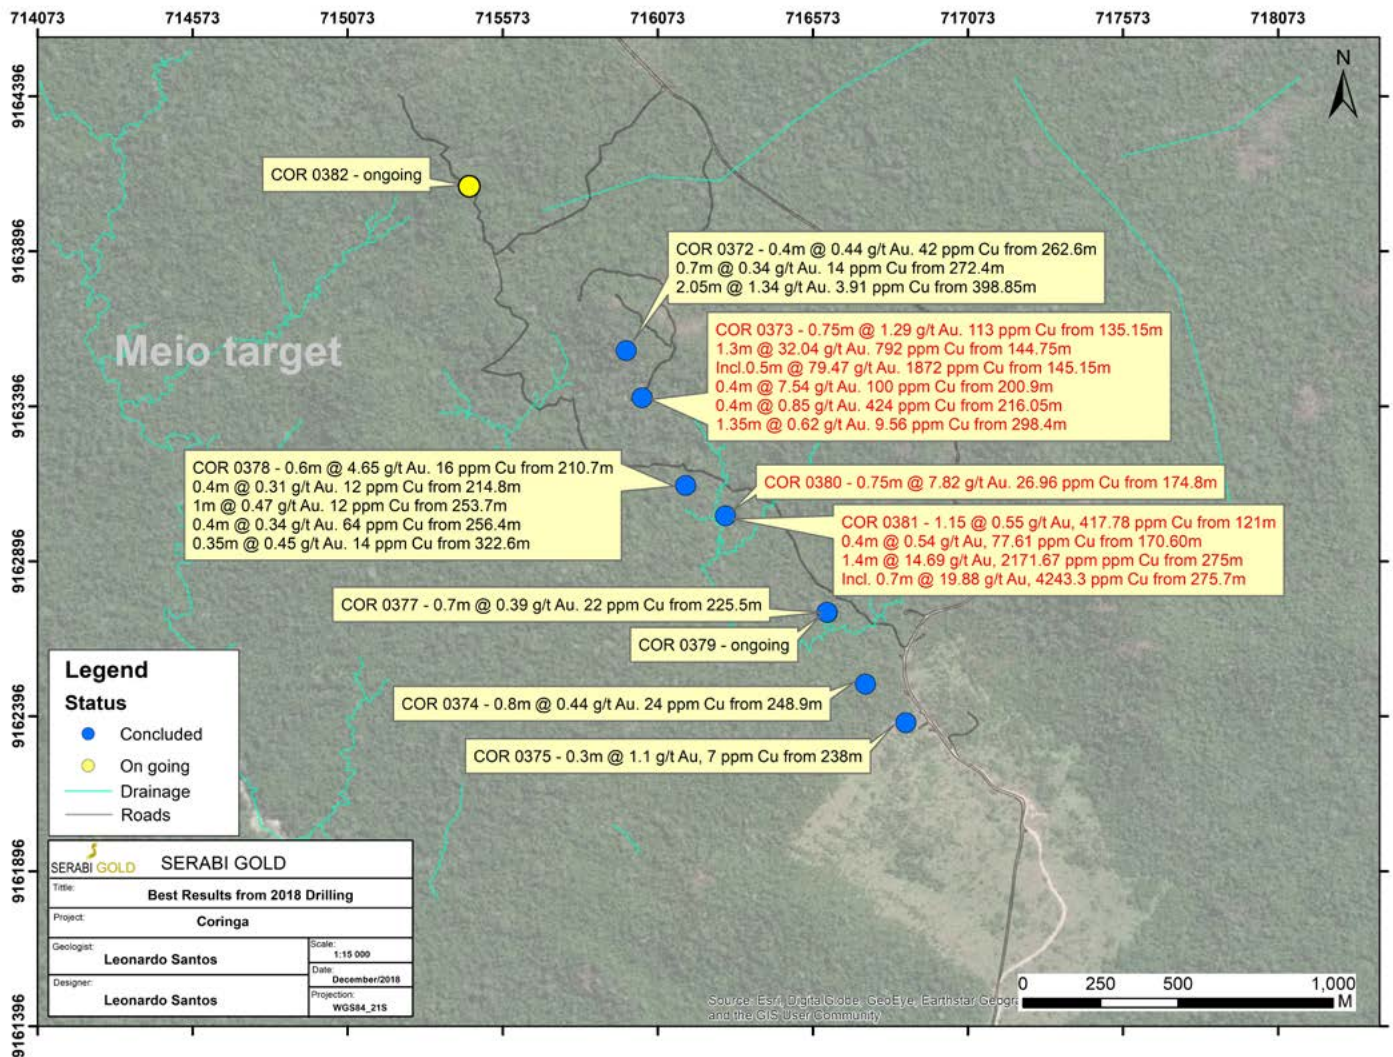 714073 714573 715073 715573 716073 716573 717073 717573 718073
9164396
9163896
9163396
9162896
9162396
9161896
9161396
N
COR 0382 - ongoing
COR 0372 - 0.4m @ 0.44 g/t Au. 42 ppm Cu from 262.6m
0.7m @ 0.34 g/t Au. 14 ppm Cu from 272.4m
2.05m @ 1.34 g/t Au. 3.91 ppm Cu from 398.85m
Meio target
COR 0373 - 0.75m @ 1.29 g/t Au. 113 ppm Cu from 135.15m
1.3m @ 32.04 g/t Au. 792 ppm Cu from 144.75m
Incl.0.5m @ 79.47 g/t Au. 1872 ppm Cu from 145.15m
0.4m @ 7.54 g/t Au. 100 ppm Cu from 200.9m
0.4m @ 0.85 g/t Au. 424 ppm Cu from 216.05m
1.35m @ 0.62 g/t Au. 9.56 ppm Cu from 298.4m
COR 0378 - 0.6m @ 4.65 g/t Au. 16 ppm Cu from 210.7m
0.4m @ 0.31 g/t Au. 12 ppm Cu from 214.8m
1m @ 0.47 g/t Au. 12 ppm Cu from 253.7m
0.4m @ 0.34 g/t Au. 64 ppm Cu from 256.4m
0.35m @ 0.45 g/t Au. 14 ppm Cu from 322.6m
COR 0380 - 0.75m @ 7.82 g/t Au. 26.96 ppm Cu from 174.8m
COR 0381 - 1.15 @ 0.55 g/t Au, 417.78 ppm Cu from 121m
0.4m @ 0.54 g/t Au, 77.61 ppm Cu from 170.60m
1.4m @ 14.69 g/t Au, 2171.67 ppm ppm Cu from 275m
Incl. 0.7m @ 19.88 g/t Au, 4243.3 ppm Cu from 275.7m
COR 0377 - 0.7m @ 0.39 g/t Au. 22 ppm Cu from 225.5m
COR 0379 - ongoing
COR 0374 - 0.8m @ 0.44 g/t Au. 24 ppm Cu from 248.9m
COR 0375 - 0.3m @ 1.1 g/t Au, 7 ppm Cu from 238m
Legend
Status
Concluded
On going
Drainage
Roads
SERABI GOLD SERABI GOLD
Tittle: Best Results from 2018 Drilling
Project: Coringa
Geologist: Leonardo Santos
Scale: 1:15 000
Date: December/2018
Designer: Leonardo Santos
Projection: WGS84_21S
Source: Esri, DigitalGlobe, GeoEye, Earthstar Geogra
and the GIS User Community
0 250 500 1,000
M